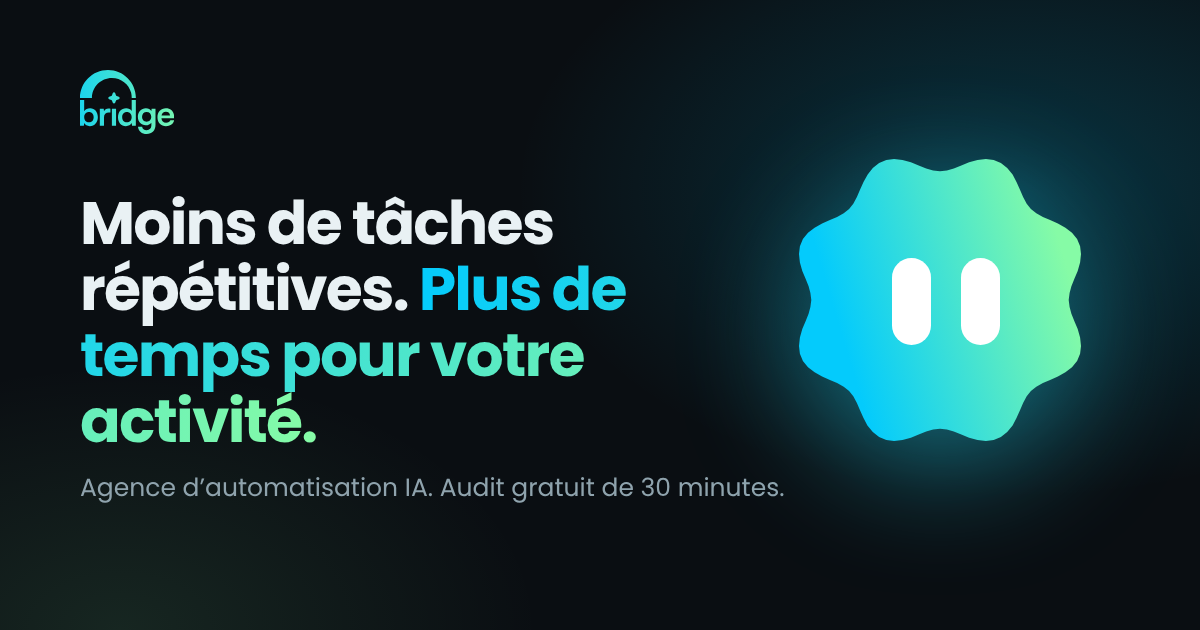 bridge
Moins de tâches
répétitives. Plus de
temps pour votre
activité.
Agence d’automatisation IA. Audit gratuit de 30 minutes.